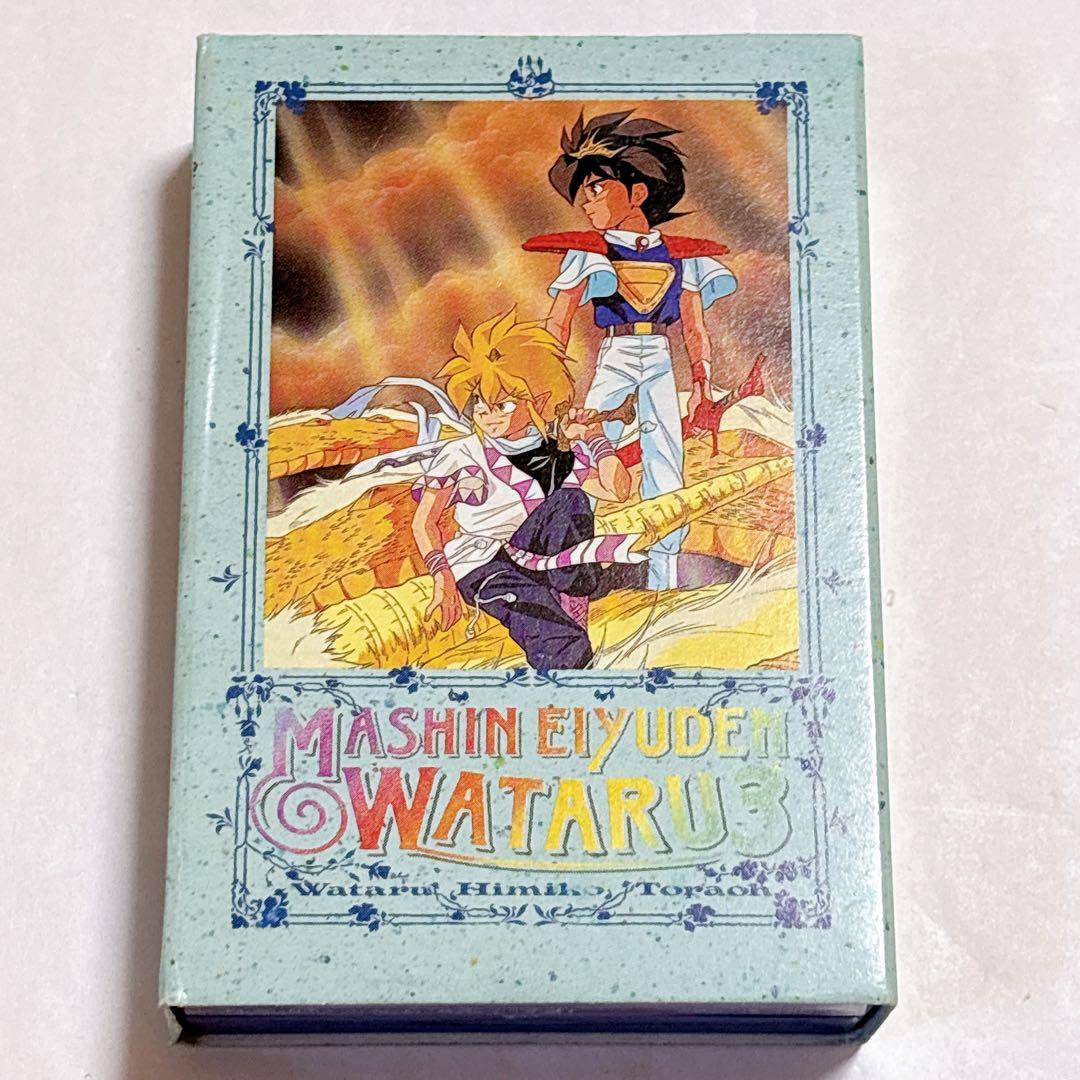 MASHIN EIYUDEN
WATARU3
Wataru Himiko Toraoh